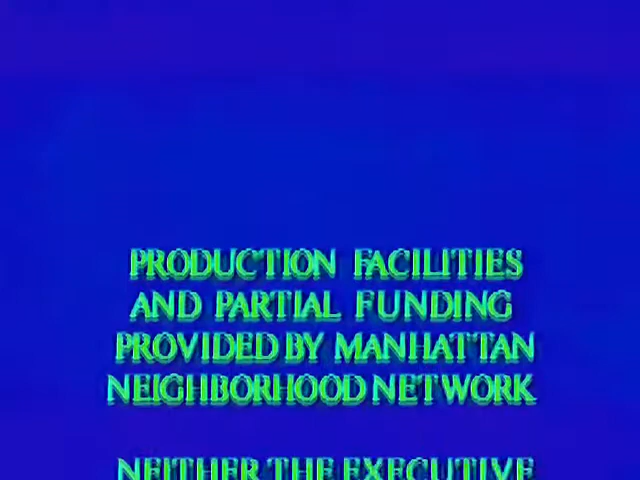 PRODUCTION FACILITIES
AND PARTIAL FUNDING
PROVIDED BY MANHATTAN
NEIGHBORHOOD NETWORK
NEITHER THE EXECUTIVE